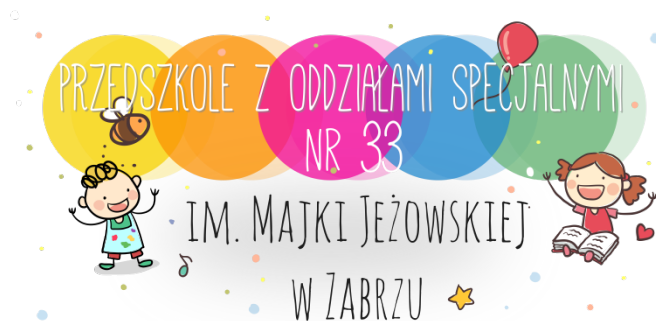 PRZEDSZKOLE Z ODDZIAŁAMI SPECJALNYMI
NR 33
IM. MAJKI JEŻOWSKIEJ
W ZABRZU